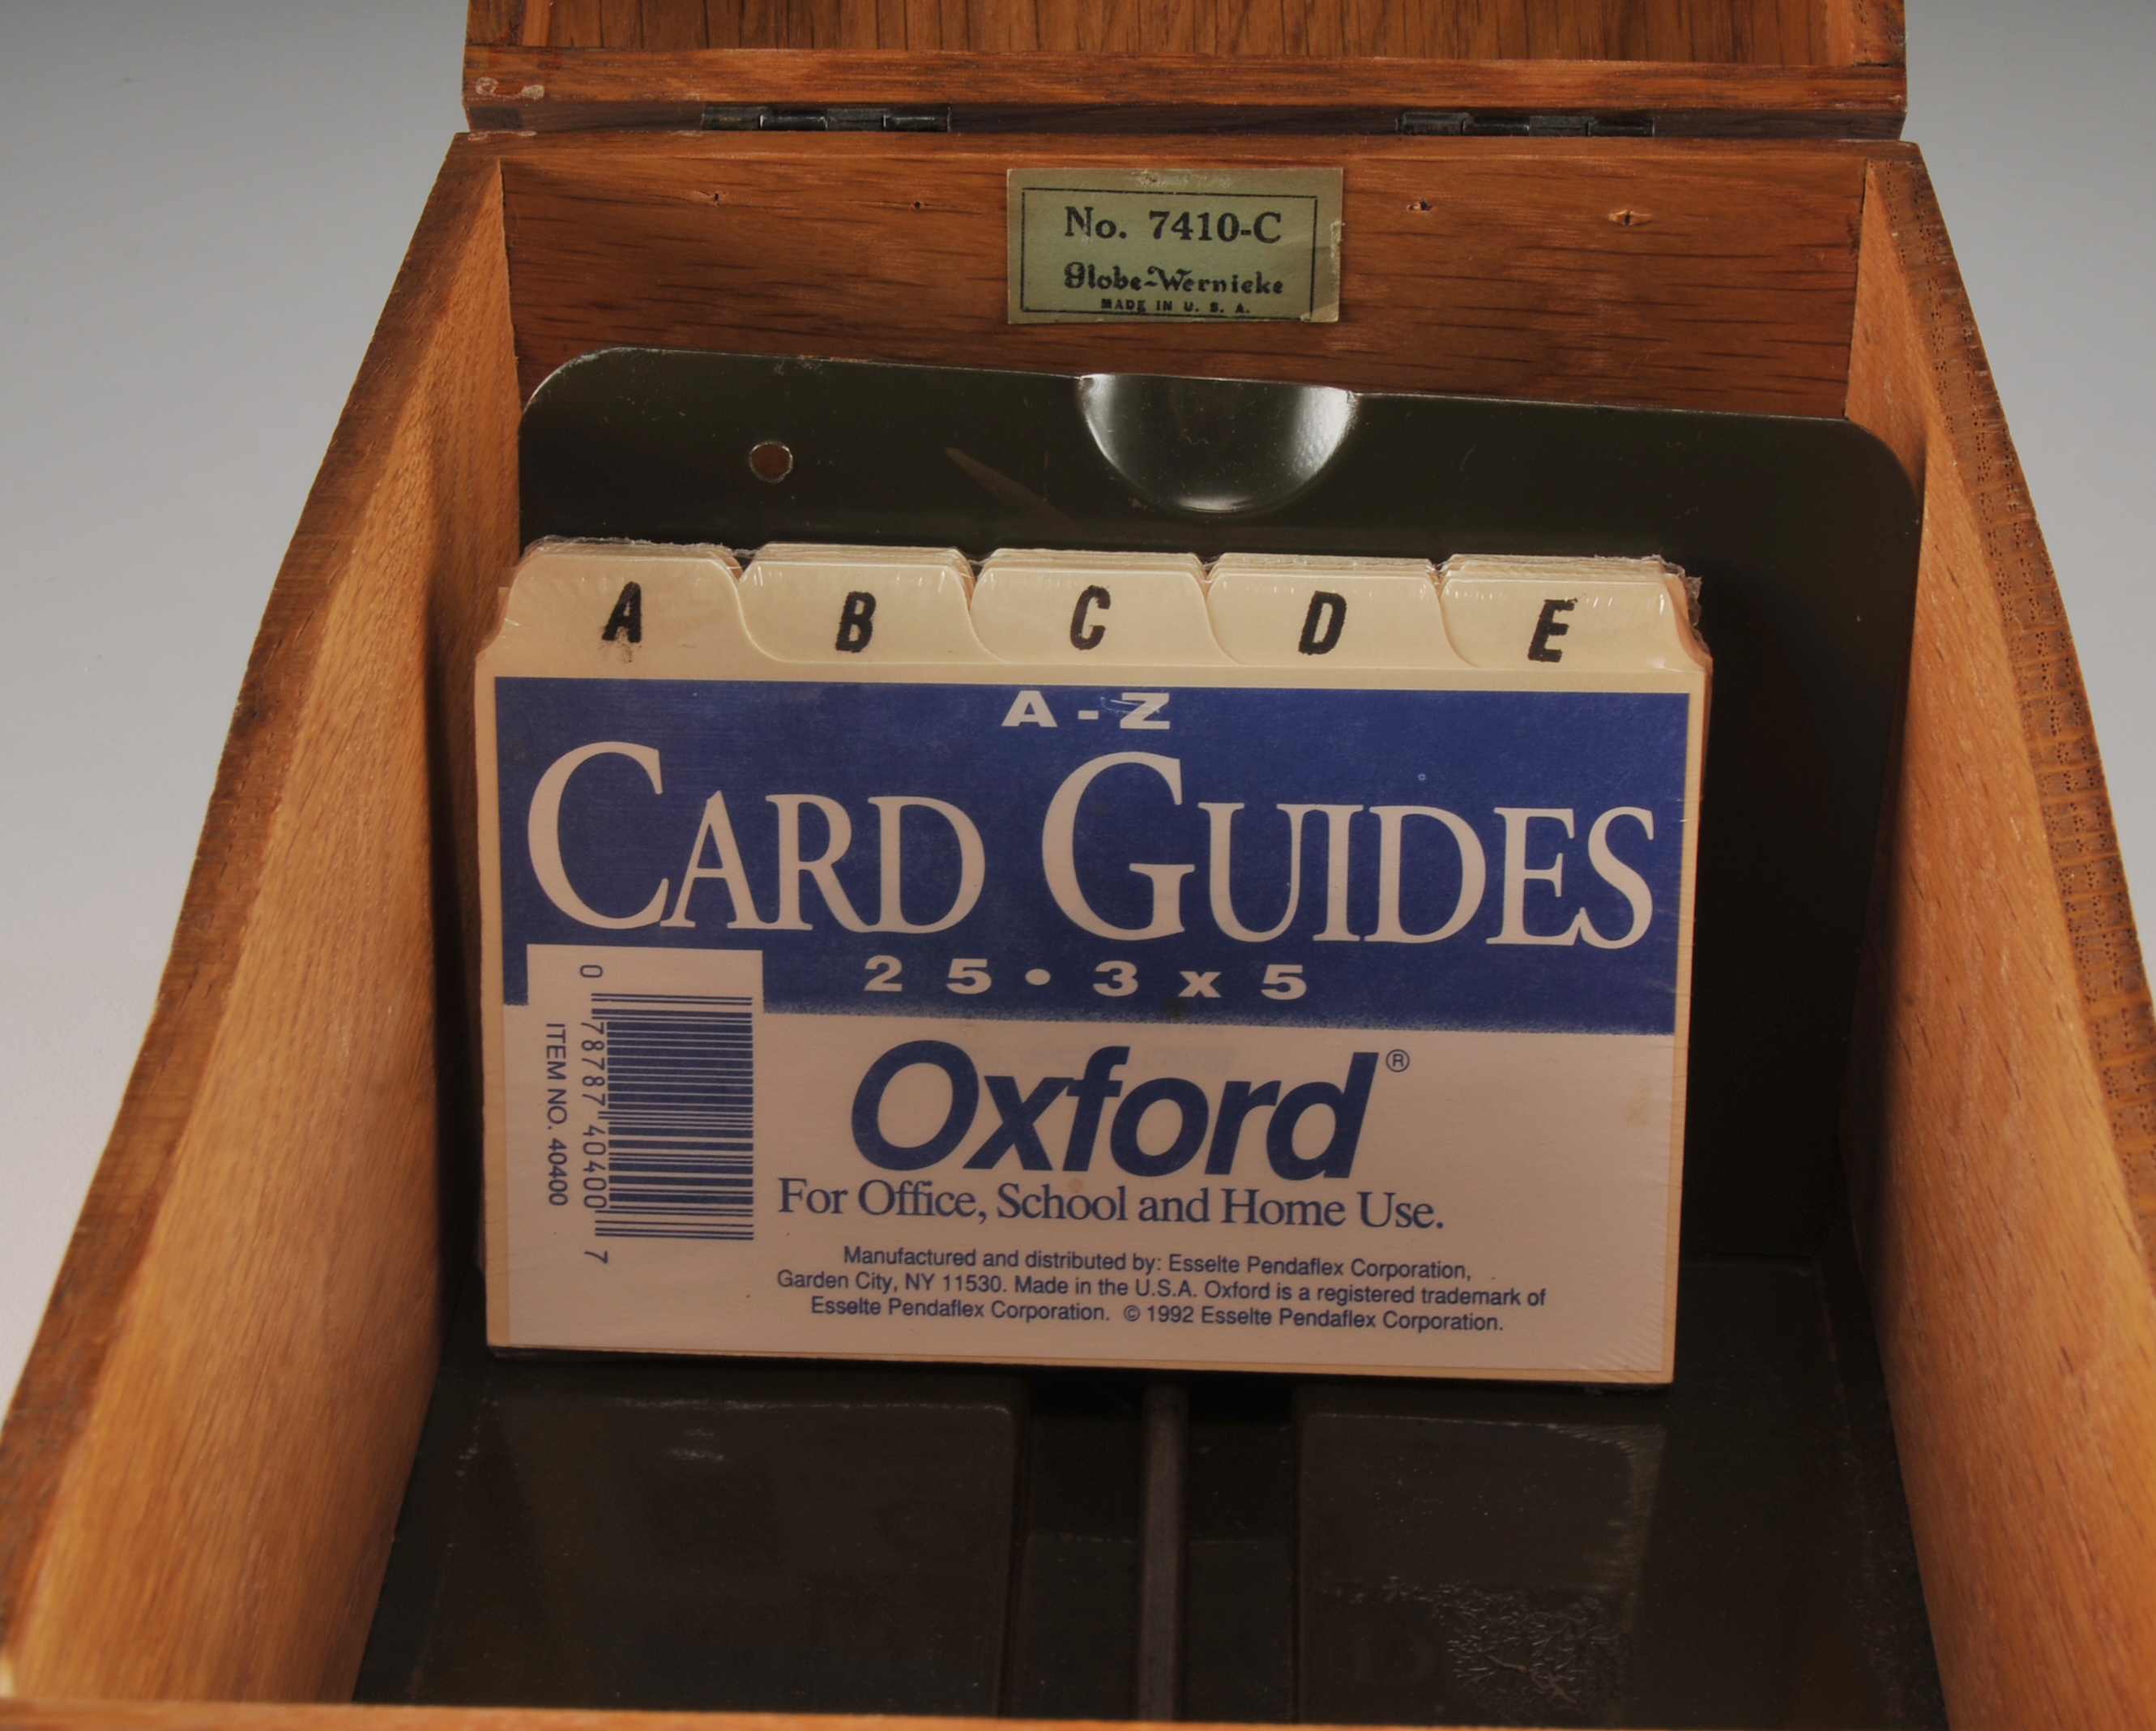 No. 7410-C
Globe-Wernicke
MADE IN U. S. A.
A B C D E
A - Z
CARD GUIDES
25 • 3 x 5
0 78787 40400 7
ITEM NO. 40400
Oxford®
For Office, School and Home Use.
Manufactured and distributed by: Esselte Pendaflex Corporation,
Garden City, NY 11530. Made in the U.S.A. Oxford is a registered trademark of
Esselte Pendaflex Corporation. © 1992 Esselte Pendaflex Corporation.